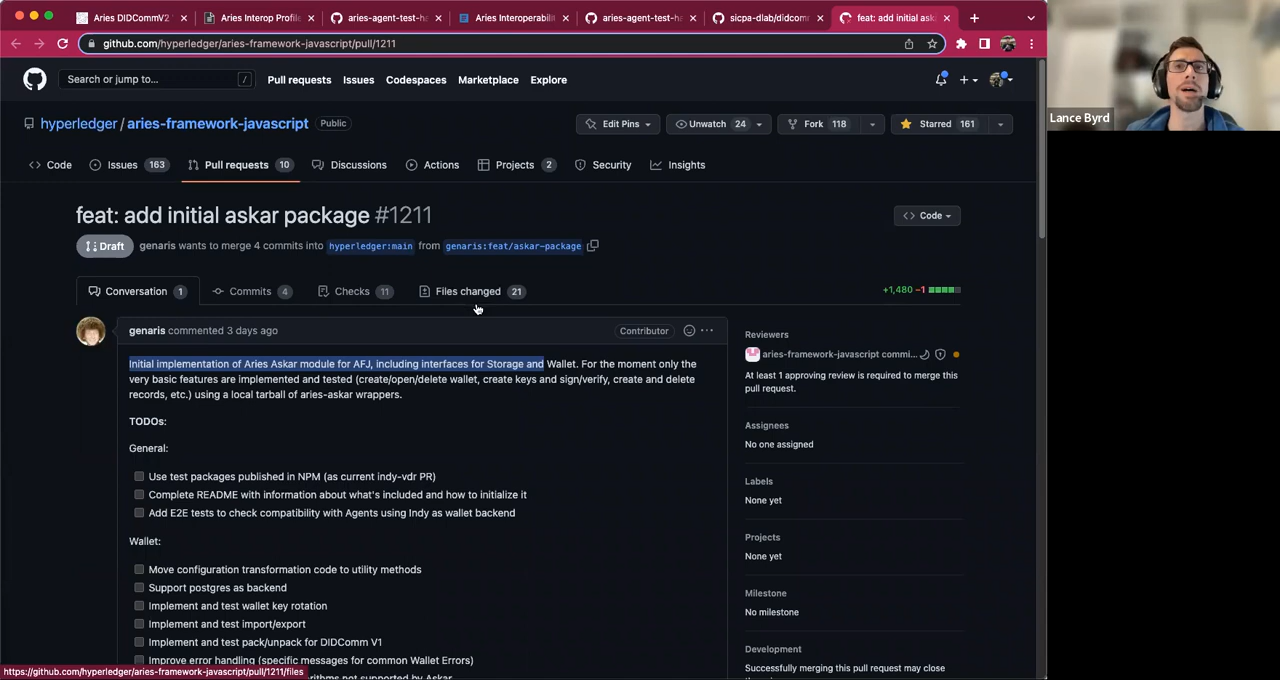 Aries DIDCommV2
Aries Interop Profile
aries-agent-test-ha
Aries Interoperabili
aries-agent-test-ha
sicpa-dlab/didcomm
feat: add initial aska
github.com/hyperledger/aries-framework-javascript/pull/1211
Search or jump to...
/
Pull requests
Issues
Codespaces
Marketplace
Explore
hyperledger / aries-framework-javascript
Public
Edit Pins
Unwatch 24
Fork 118
Starred 161
Code
Issues 163
Pull requests 10
Discussions
Actions
Projects 2
Security
Insights
feat: add initial askar package #1211
Code
Draft
genaris wants to merge 4 commits into hyperledger:main from genaris:feat/askar-package
Conversation 1
Commits 4
Checks 11
Files changed 21
+1,480 −1
genaris commented 3 days ago
Contributor
Initial implementation of Aries Askar module for AFJ, including interfaces for Storage and Wallet. For the moment only the
very basic features are implemented and tested (create/open/delete wallet, create keys and sign/verify, create and delete
records, etc.) using a local tarball of aries-askar wrappers.
TODOs:
General:
Use test packages published in NPM (as current indy-vdr PR)
Complete README with information about what's included and how to initialize it
Add E2E tests to check compatibility with Agents using Indy as wallet backend
Wallet:
Move configuration transformation code to utility methods
Support postgres as backend
Implement and test wallet key rotation
Implement and test import/export
Implement and test pack/unpack for DIDComm V1
Improve error handling (specific messages for common Wallet Errors)
Reviewers
aries-framework-javascript commi...
At least 1 approving review is required to merge this
pull request.
Assignees
No one assigned
Labels
None yet
Projects
None yet
Milestone
No milestone
Development
Successfully merging this pull request may close
https://github.com/hyperledger/aries-framework-javascript/pull/1211/files
Lance Byrd